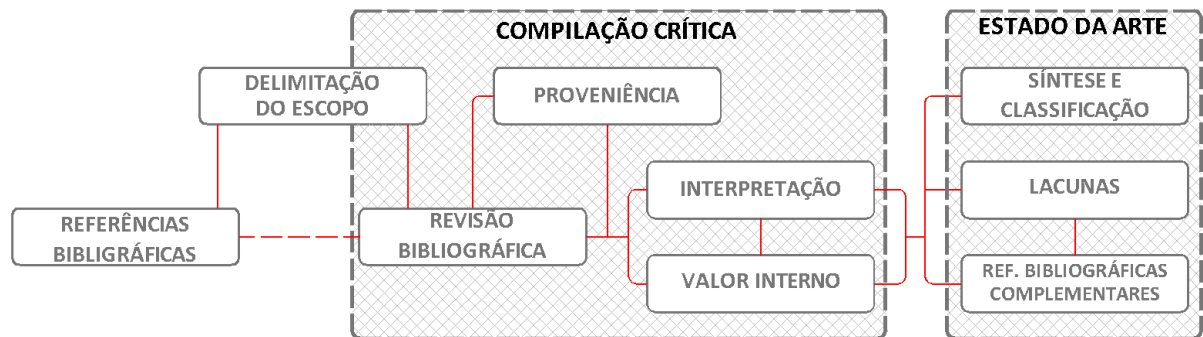 COMPILAÇÃO CRÍTICA
ESTADO DA ARTE
DELIMITAÇÃO
DO ESCOPO
PROVENIÊNCIA
SÍNTESE E
CLASSIFICAÇÃO
INTERPRETAÇÃO
LACUNAS
REFERÊNCIAS
BIBLIGRÁFICAS
REVISÃO
BIBLIOGRÁFICA
VALOR INTERNO
REF. BIBLIOGRÁFICAS
COMPLEMENTARES